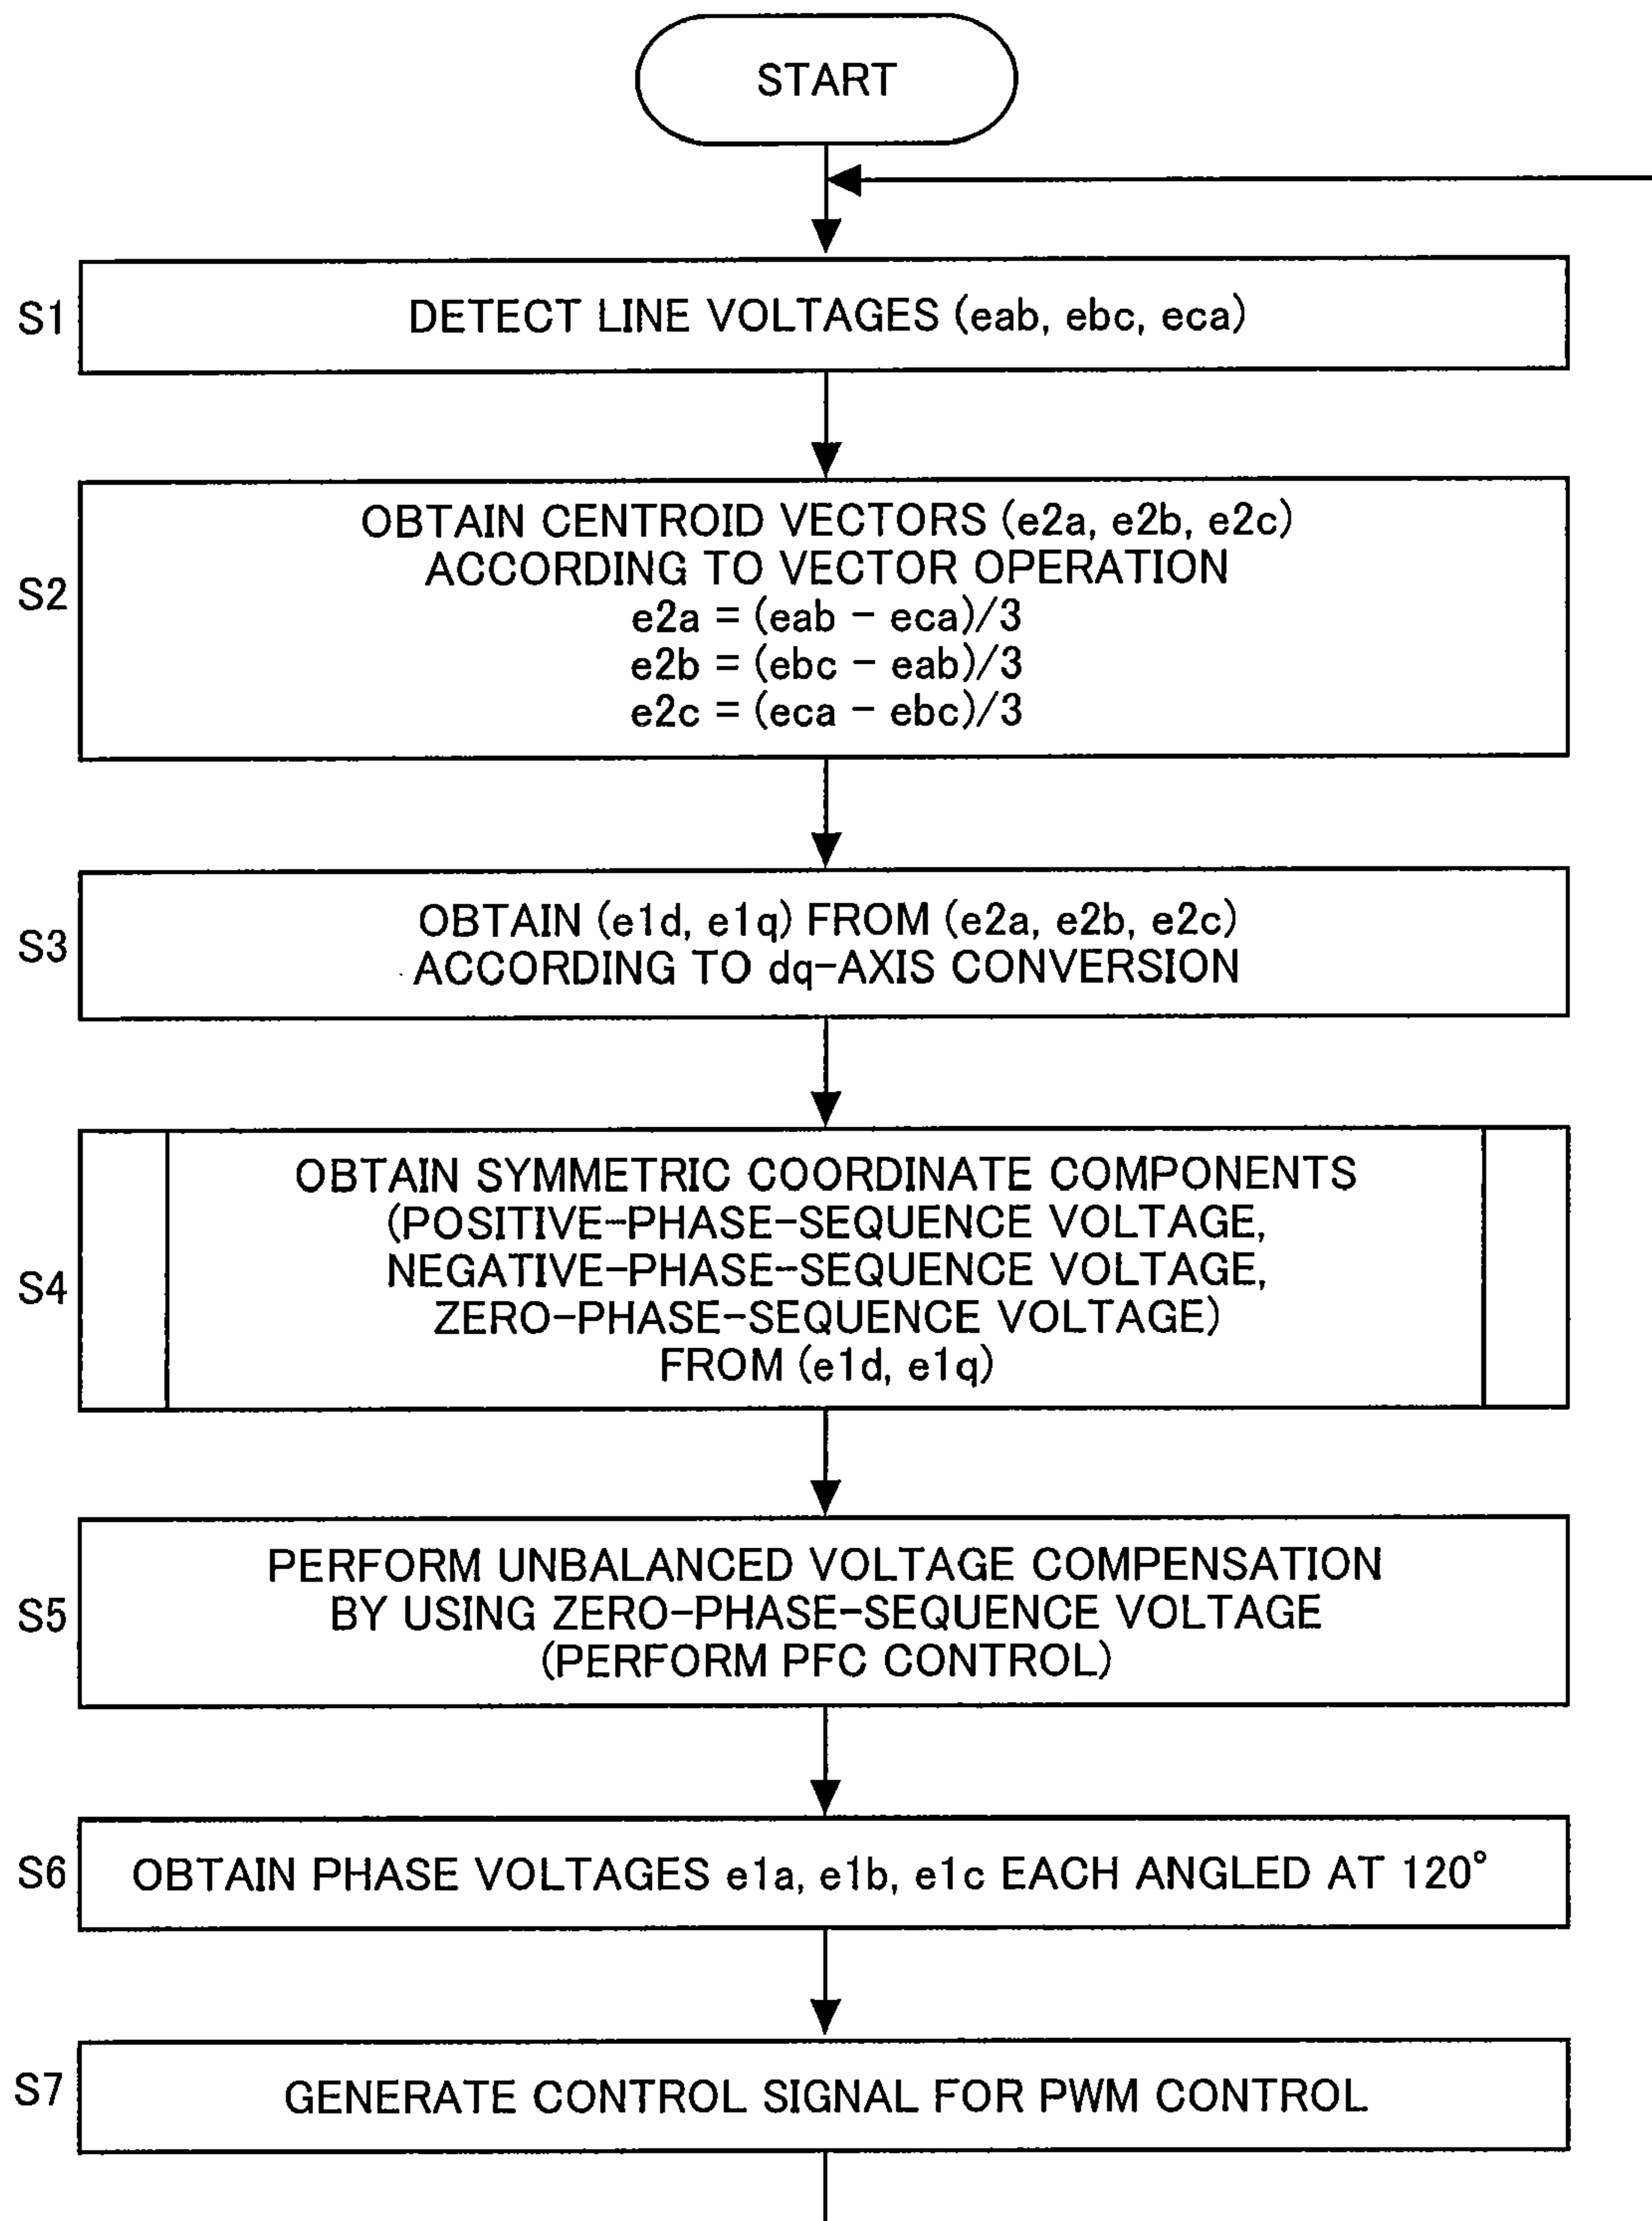 START
S1
DETECT LINE VOLTAGES (eab, ebc, eca)
S2
OBTAIN CENTROID VECTORS (e2a, e2b, e2c)
ACCORDING TO VECTOR OPERATION
e2a = (eab − eca)/3
e2b = (ebc − eab)/3
e2c = (eca − ebc)/3
S3
OBTAIN (e1d, e1q) FROM (e2a, e2b, e2c)
ACCORDING TO dq-AXIS CONVERSION
S4
OBTAIN SYMMETRIC COORDINATE COMPONENTS
(POSITIVE-PHASE-SEQUENCE VOLTAGE,
NEGATIVE-PHASE-SEQUENCE VOLTAGE,
ZERO-PHASE-SEQUENCE VOLTAGE)
FROM (e1d, e1q)
S5
PERFORM UNBALANCED VOLTAGE COMPENSATION
BY USING ZERO-PHASE-SEQUENCE VOLTAGE
(PERFORM PFC CONTROL)
S6
OBTAIN PHASE VOLTAGES e1a, e1b, e1c EACH ANGLED AT 120°
S7
GENERATE CONTROL SIGNAL FOR PWM CONTROL